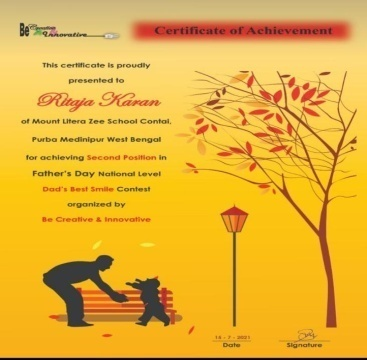 Be Creative
& Innovative
Certificate of Achievement
This certificate is proudly
presented to
Ritaja Karan
of Mount Litera Zee School Contai,
Purba Medinipur West Bengal
for achieving Second Position in
Father's Day National Level
Dad's Best Smile Contest
organized by
Be Creative & Innovative
14 - 7 - 2021
Date
Signature